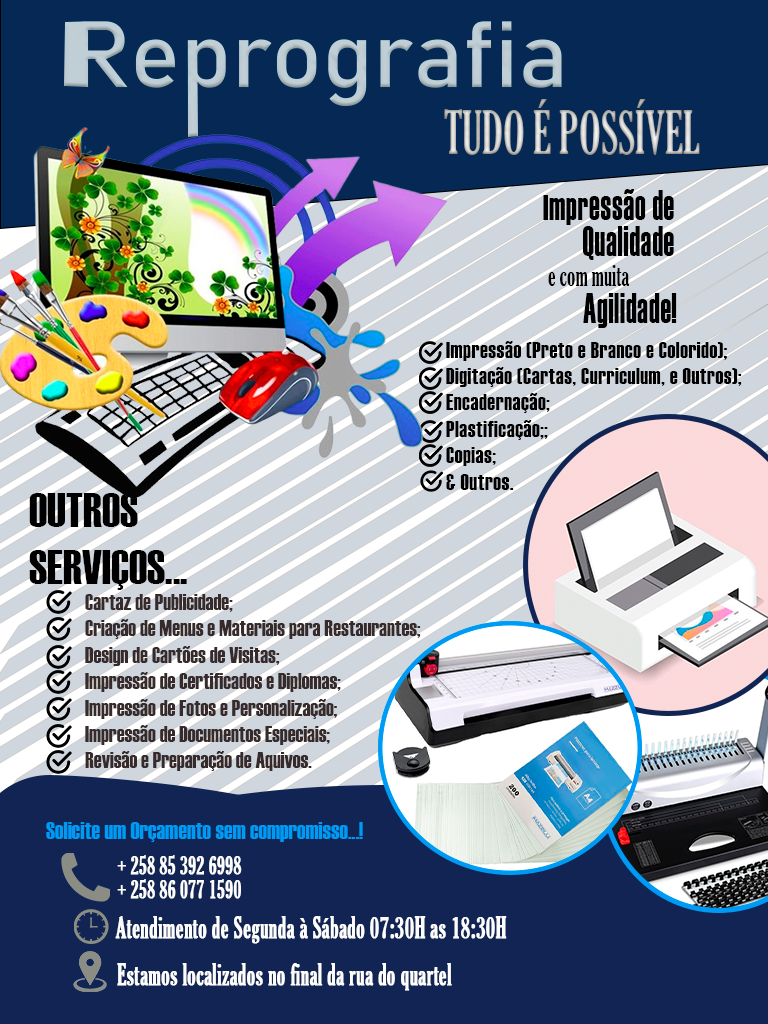 Reprografia
TUDO É POSSÍVEL
Impressão de
Qualidade
e com muita
Agilidade!
Impressão (Preto e Branco e Colorido);
Digitação (Cartas, Curriculum, e Outros);
Encadernação;
Plastificação;;
Copias;
& Outros.
OUTROS
SERVIÇOS...
Cartaz de Publicidade;
Criação de Menus e Materiais para Restaurantes;
Design de Cartões de Visitas;
Impressão de Certificados e Diplomas;
Impressão de Fotos e Personalização;
Impressão de Documentos Especiais;
Revisão e Preparação de Aquivos.
A4
200
Solicite um Orçamento sem compromisso...!
+ 258 85 392 6998
+ 258 86 077 1590
Atendimento de Segunda à Sábado 07:30H as 18:30H
Estamos localizados no final da rua do quartel